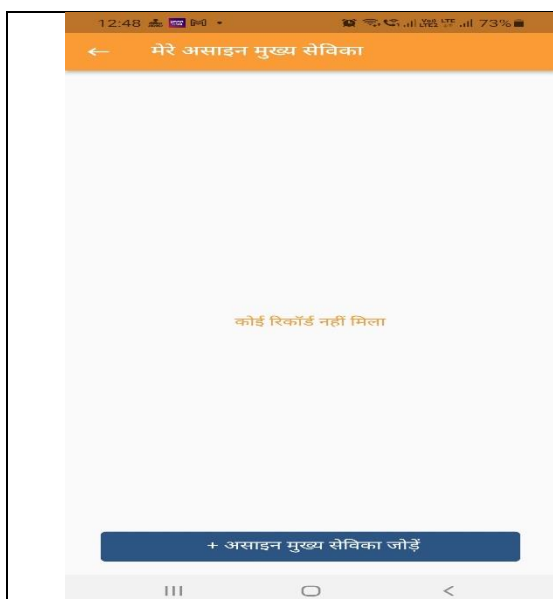 12:48
73%
← मेरे असाइन मुख्य सेविका
कोई रिकॉर्ड नहीं मिला
+ असाइन मुख्य सेविका जोड़ें